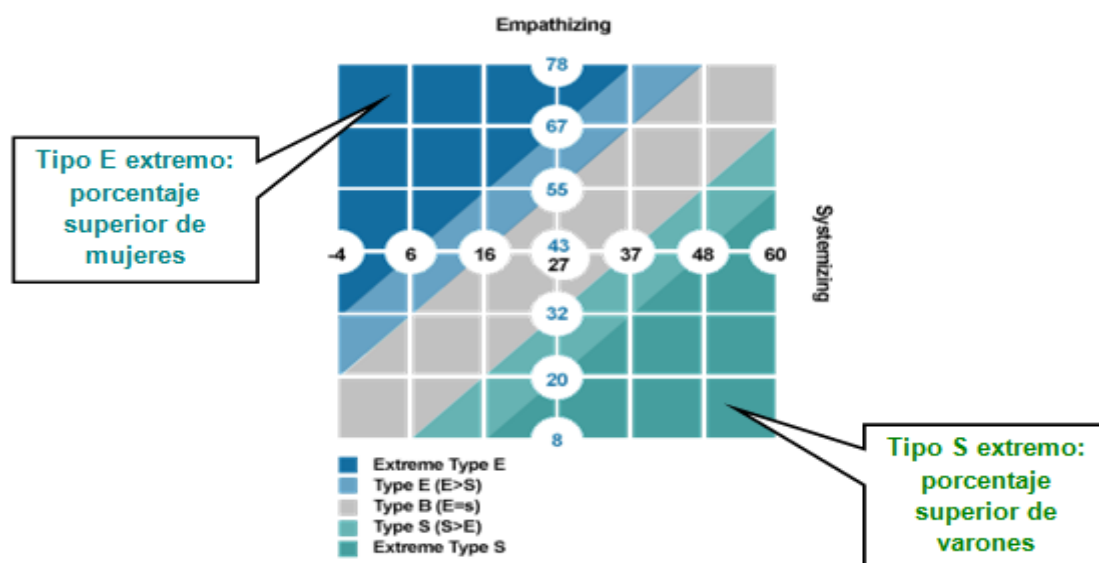 Empathizing
78
67
55
43
-4 6 16 27 37 48 60
32
20
8
Systemizing
Tipo E extremo:
porcentaje
superior de
mujeres
Tipo S extremo:
porcentaje
superior de
varones
Extreme Type E
Type E (E>S)
Type B (E=s)
Type S (S>E)
Extreme Type S